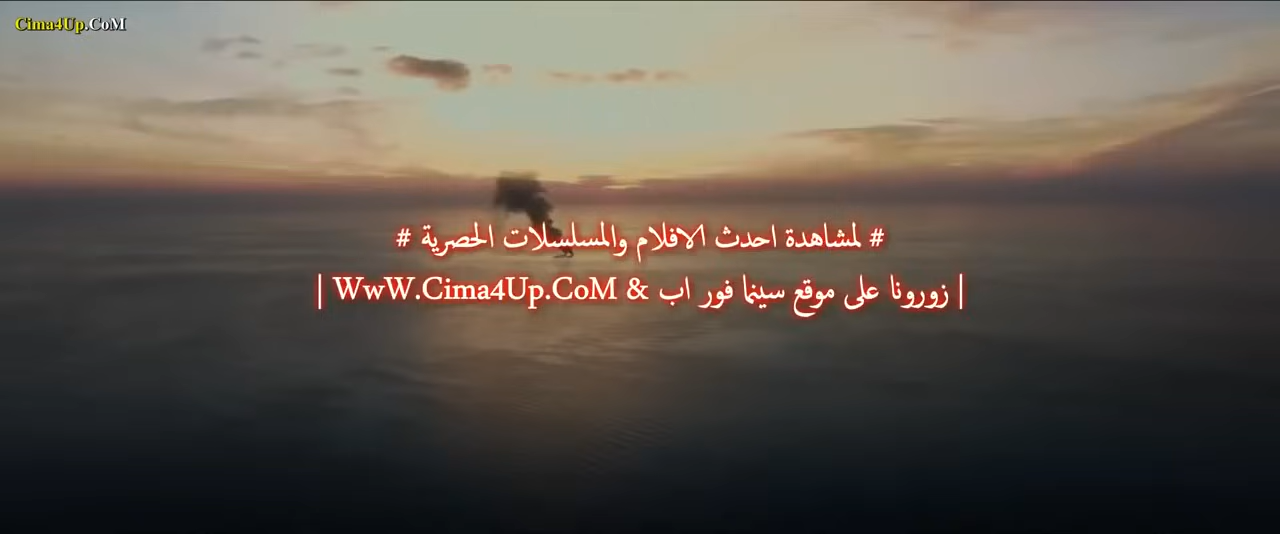 Cima4Up.CoM
# لمشاهدة احدث الافلام والمسلسلات الحصرية #
| زورونا على موقع سينما فور اب & WwW.Cima4Up.CoM |